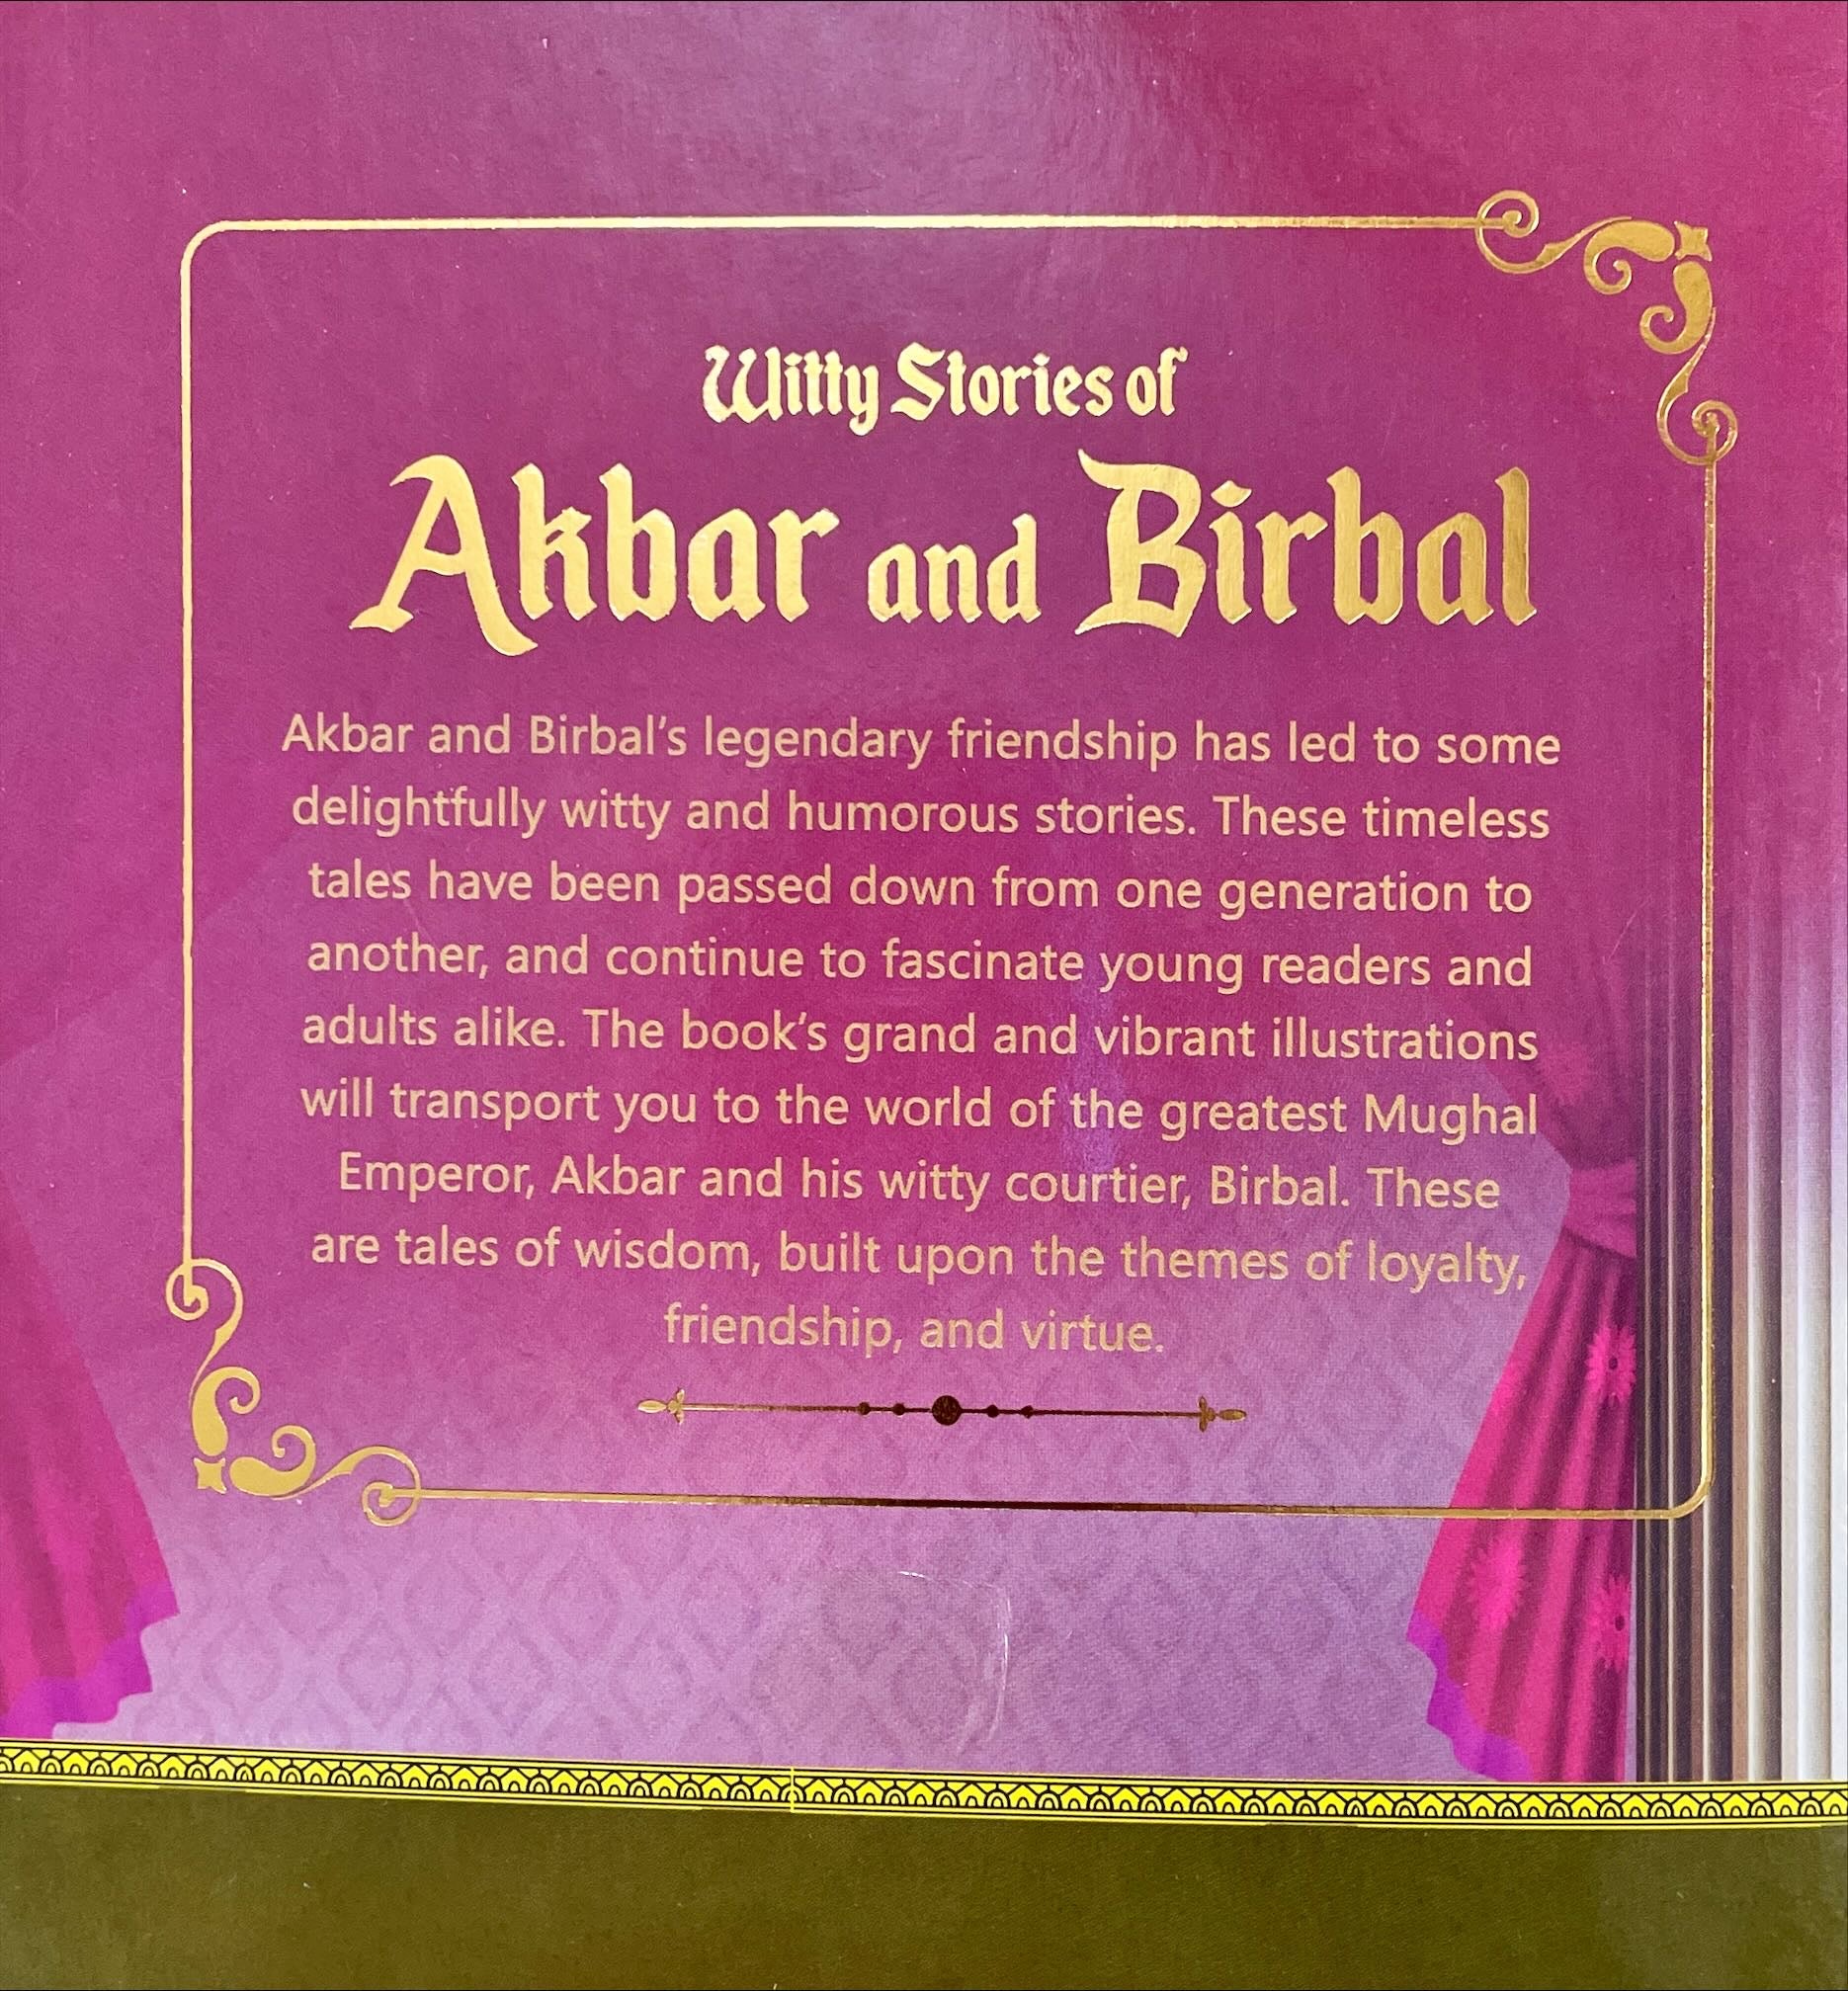 Witty Stories of
Akbar and Birbal
Akbar and Birbal's legendary friendship has led to some
delightfully witty and humorous stories. These timeless
tales have been passed down from one generation to
another, and continue to fascinate young readers and
adults alike. The book's grand and vibrant illustrations
will transport you to the world of the greatest Mughal
Emperor, Akbar and his witty courtier, Birbal. These
are tales of wisdom, built upon the themes of loyalty,
friendship, and virtue.